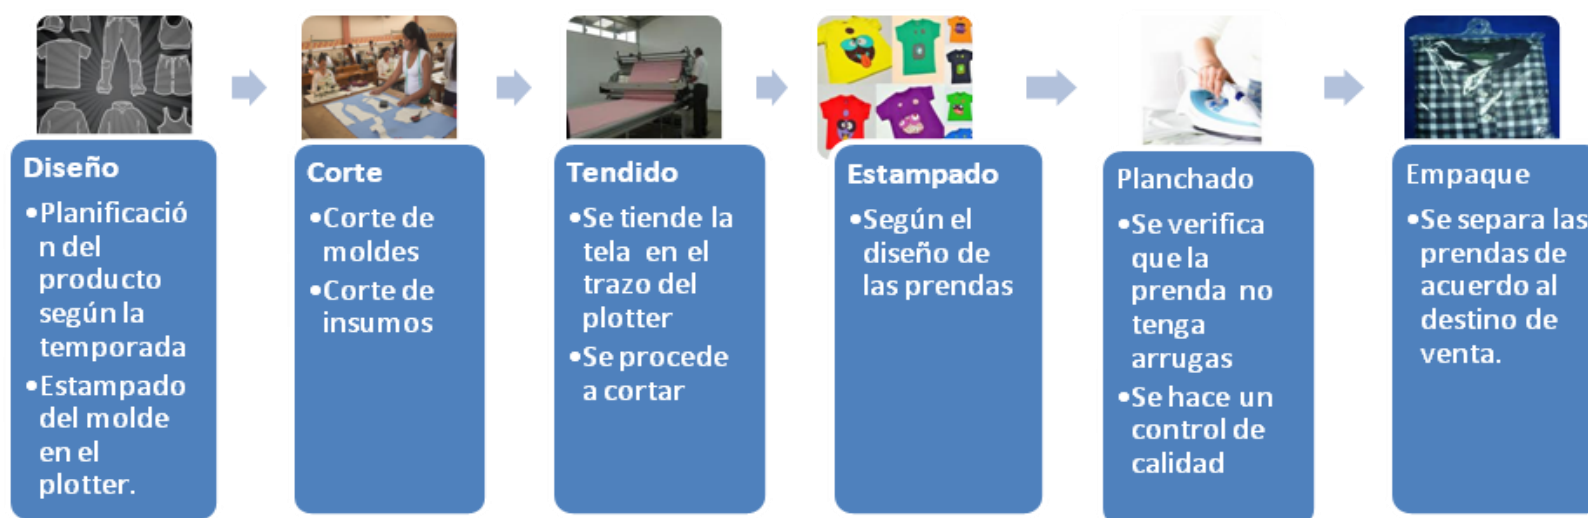 Diseño
•Planificació
n del
producto
según la
temporada
•Estampado
del molde
en el
plotter.
Corte
•Corte de
moldes
•Corte de
insumos
Tendido
•Se tiende la
tela en el
trazo del
plotter
•Se procede
a cortar
Estampado
•Según el
diseño de
las prendas
Planchado
•Se verifica
que la
prenda no
tenga
arrugas
•Se hace un
control de
calidad
Empaque
•Se separa las
prendas de
acuerdo al
destino de
venta.